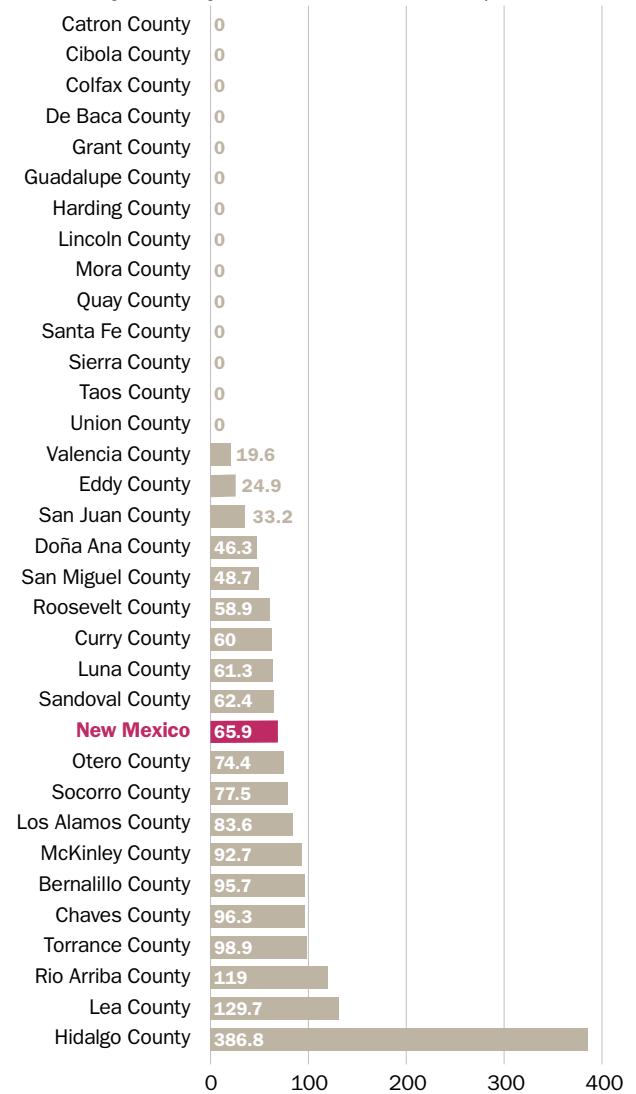 Catron County 0
Cibola County 0
Colfax County 0
De Baca County 0
Grant County 0
Guadalupe County 0
Harding County 0
Lincoln County 0
Mora County 0
Quay County 0
Santa Fe County 0
Sierra County 0
Taos County 0
Union County 0
Valencia County 19.6
Eddy County 24.9
San Juan County 33.2
Doña Ana County 46.3
San Miguel County 48.7
Roosevelt County 58.9
Curry County 60
Luna County 61.3
Sandoval County 62.4
New Mexico 65.9
Otero County 74.4
Socorro County 77.5
Los Alamos County 83.6
McKinley County 92.7
Bernalillo County 95.7
Chaves County 96.3
Torrance County 98.9
Rio Arriba County 119
Lea County 129.7
Hidalgo County 386.8
0 100 200 300 400